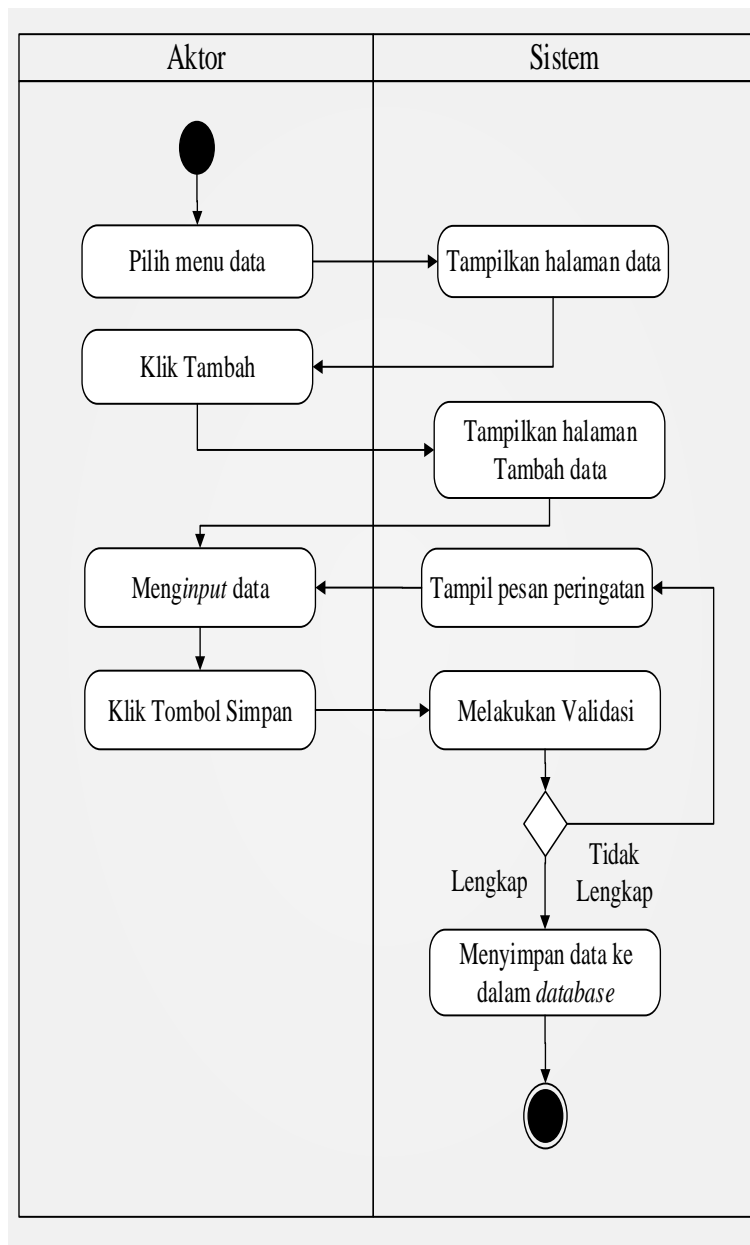 Aktor
Sistem
Pilih menu data
Tampilkan halaman data
Klik Tambah
Tampilkan halaman
Tambah data
Menginput data
Tampil pesan peringatan
Klik Tombol Simpan
Melakukan Validasi
Lengkap
Tidak
Lengkap
Menyimpan data ke
dalam database